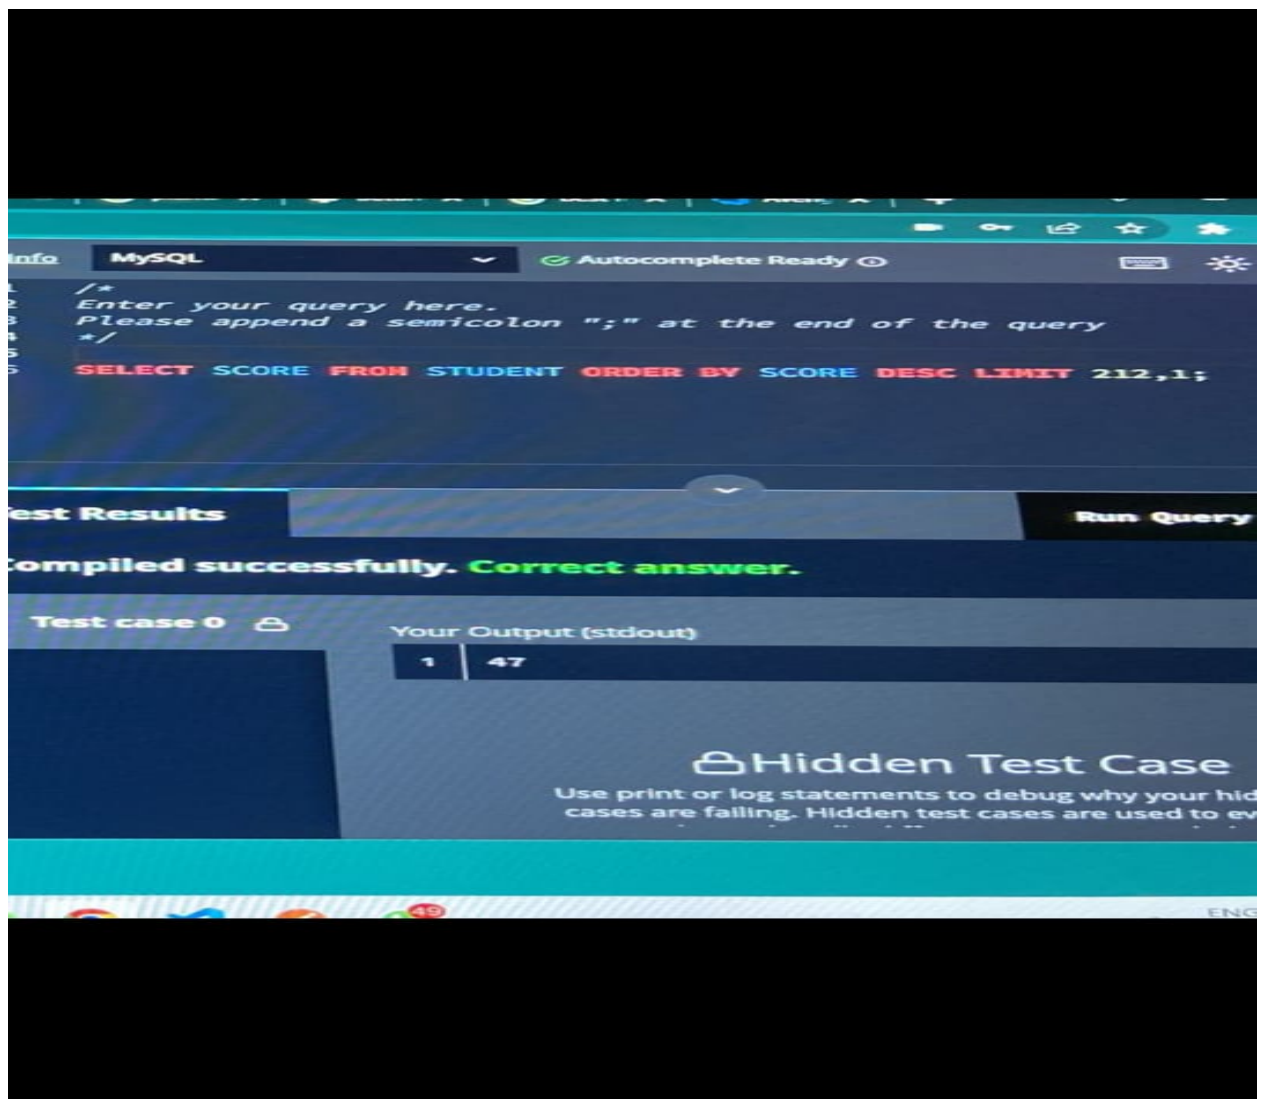 Info MySQL Autocomplete Ready
1 /*
2 Enter your query here.
3 Please append a semicolon ";" at the end of the query
4 */
5
6 SELECT SCORE FROM STUDENT ORDER BY SCORE DESC LIMIT 212,1;
Test Results Run Query
Compiled successfully. Correct answer.
Test case 0
Your Output (stdout)
1 47
Hidden Test Case
Use print or log statements to debug why your hid
cases are failing. Hidden test cases are used to ev
49
ENG